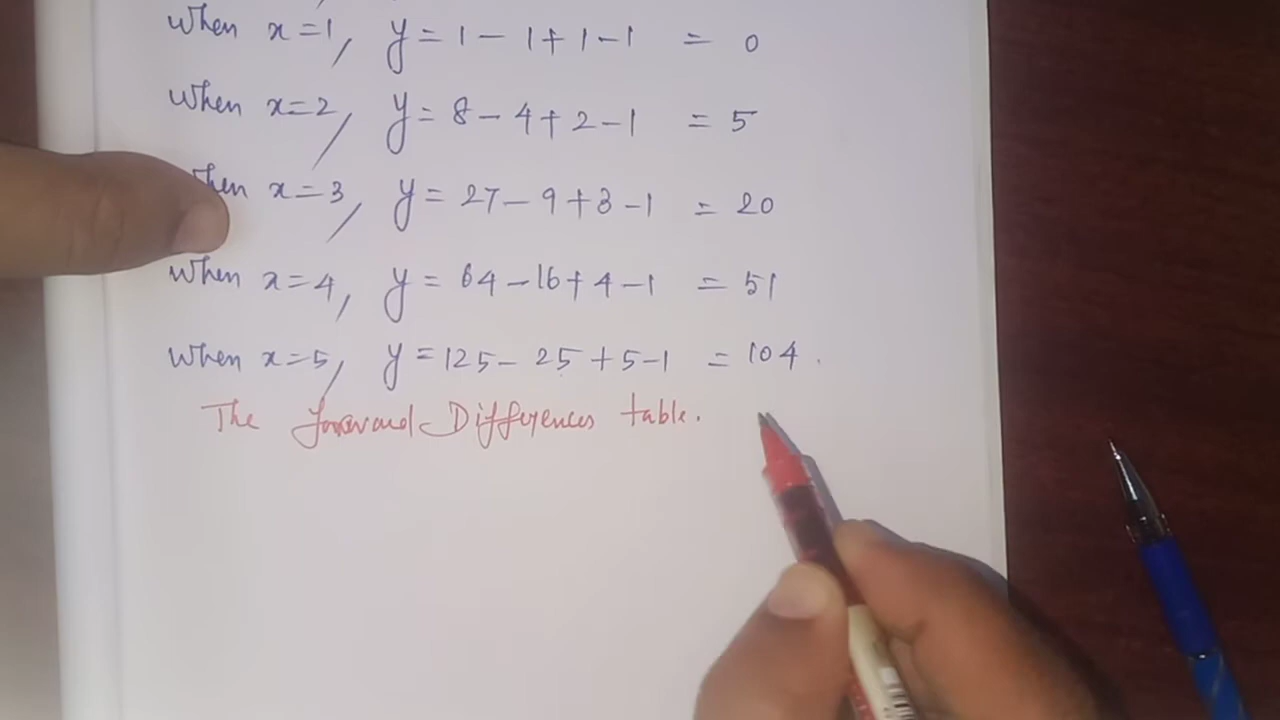 When x=1, y = 1 - 1 + 1 - 1 = 0
When x=2, y = 8 - 4 + 2 - 1 = 5
When x=3, y = 27 - 9 + 3 - 1 = 20
When x=4, y = 64 - 16 + 4 - 1 = 51
When x=5, y = 125 - 25 + 5 - 1 = 104.
The forward Differences table.